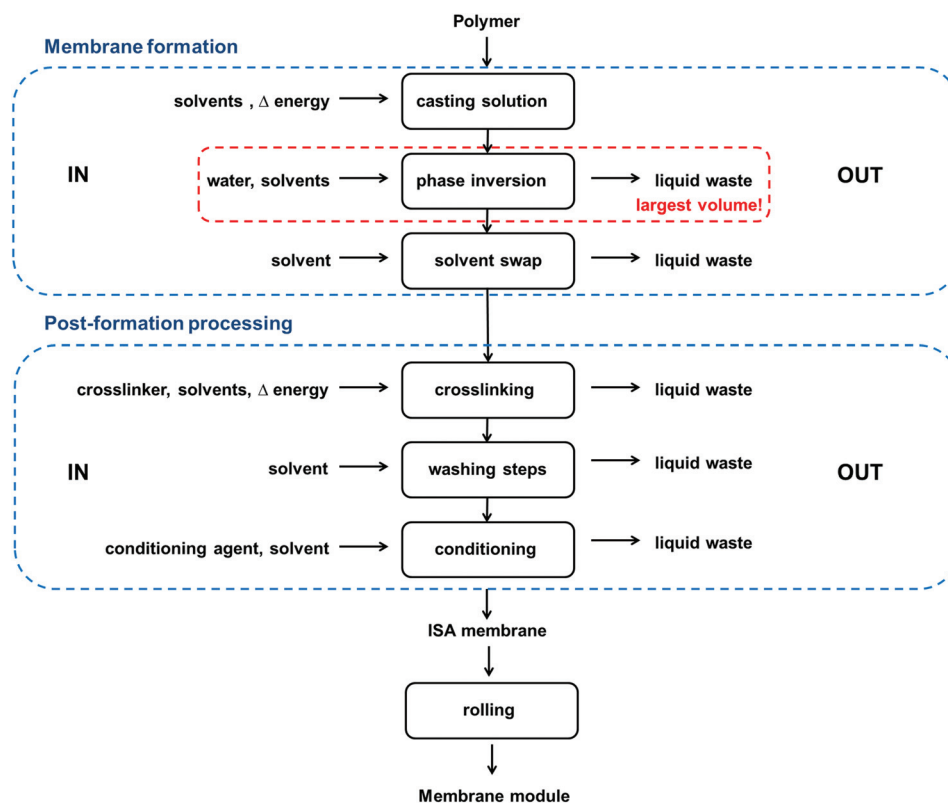 Polymer
Membrane formation
solvents , Δ energy
casting solution
IN
water, solvents
phase inversion
liquid waste
largest volume!
OUT
solvent
solvent swap
liquid waste
Post-formation processing
crosslinker, solvents, Δ energy
crosslinking
liquid waste
IN
solvent
washing steps
liquid waste
OUT
conditioning agent, solvent
conditioning
liquid waste
ISA membrane
rolling
Membrane module